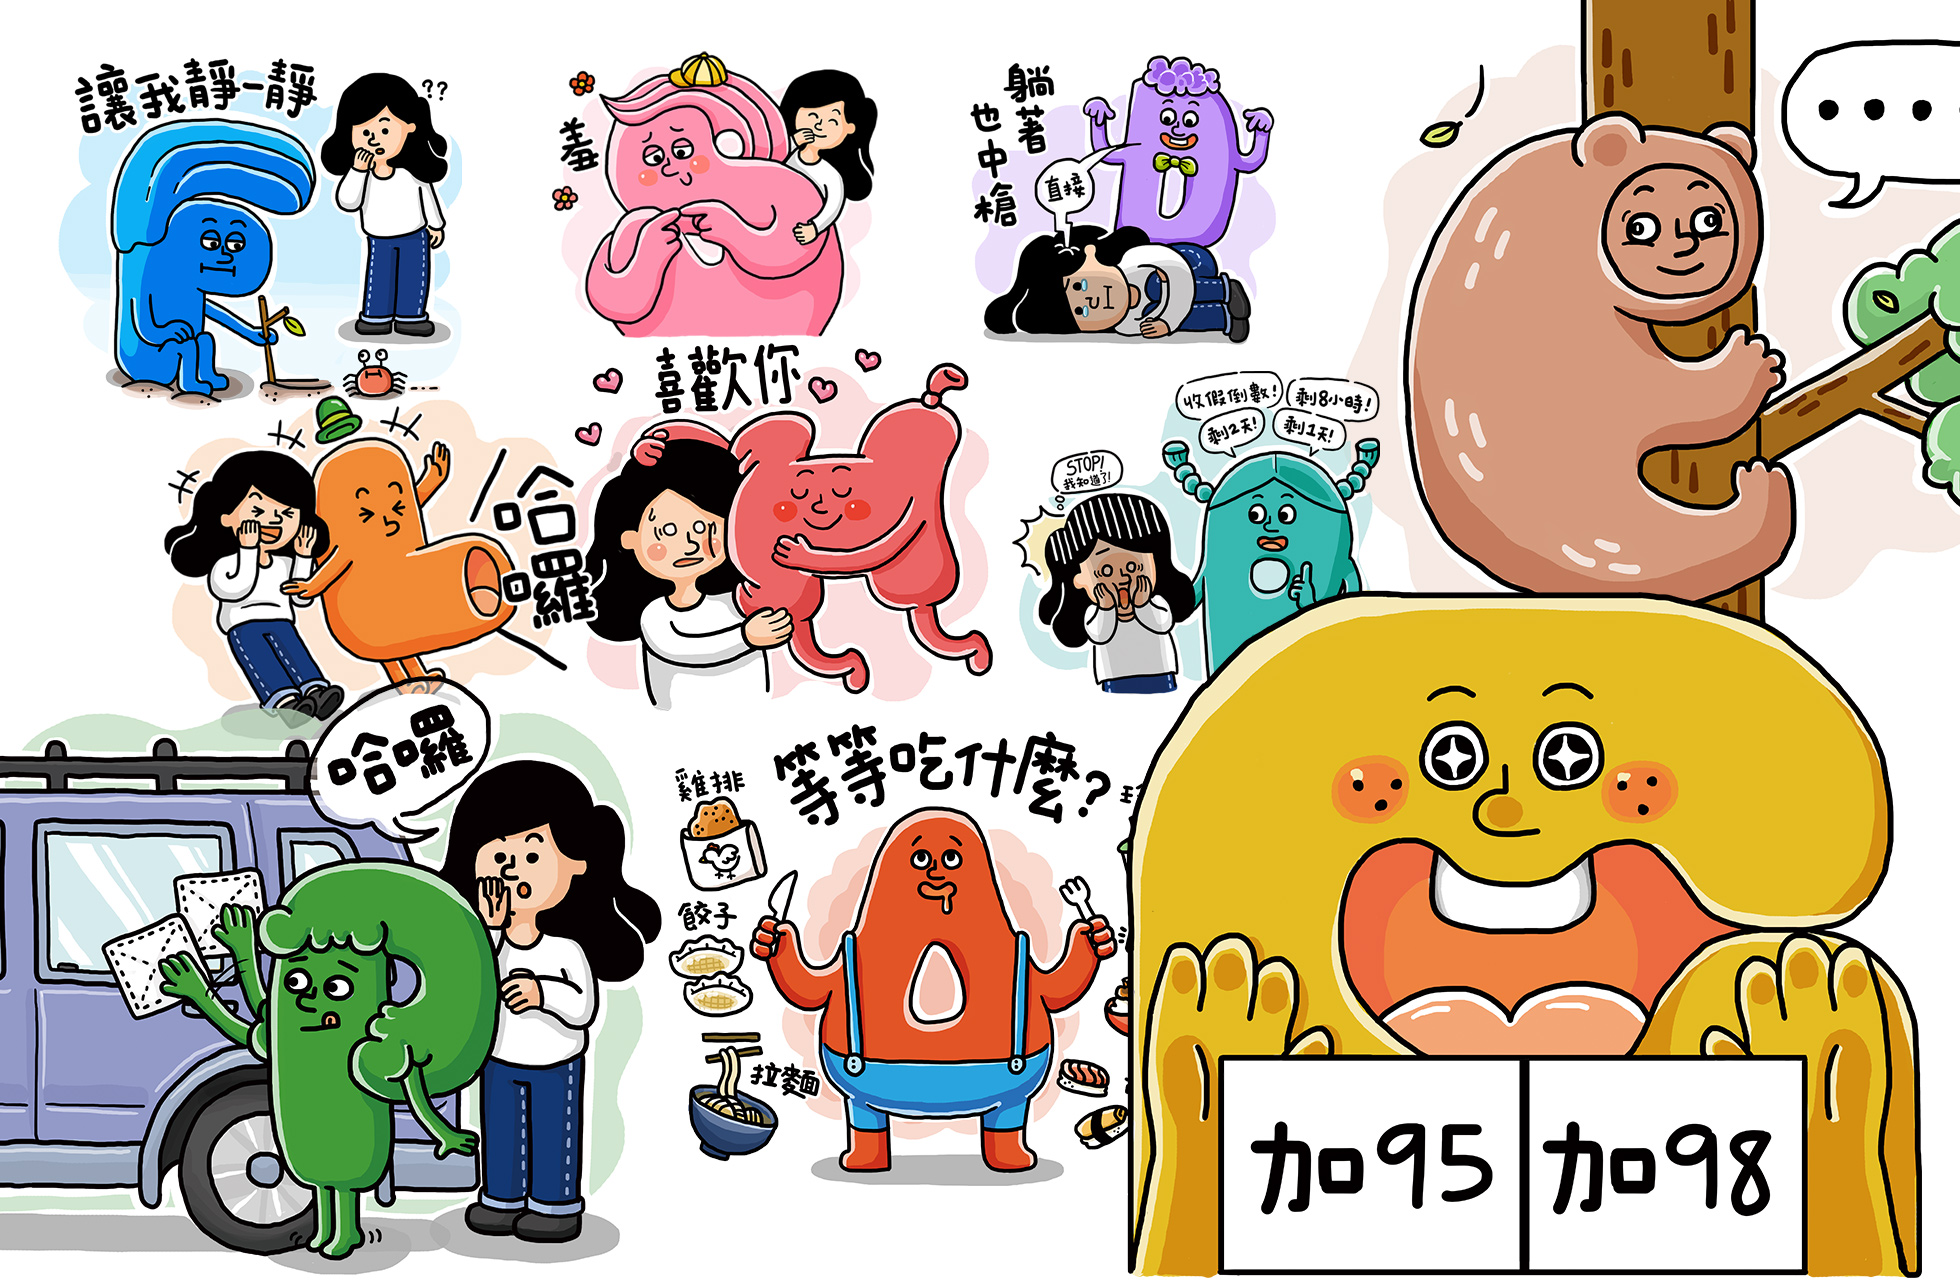 讓我靜一靜
??
羞
躺著
也中槍
直接
....
喜歡你
收假倒數!
剩8小時!
剩2天!
剩1天!
STOP!
我知道了!
哈囉
哈囉
等等吃什麼?
雞排
餃子
拉麵
加95
加98